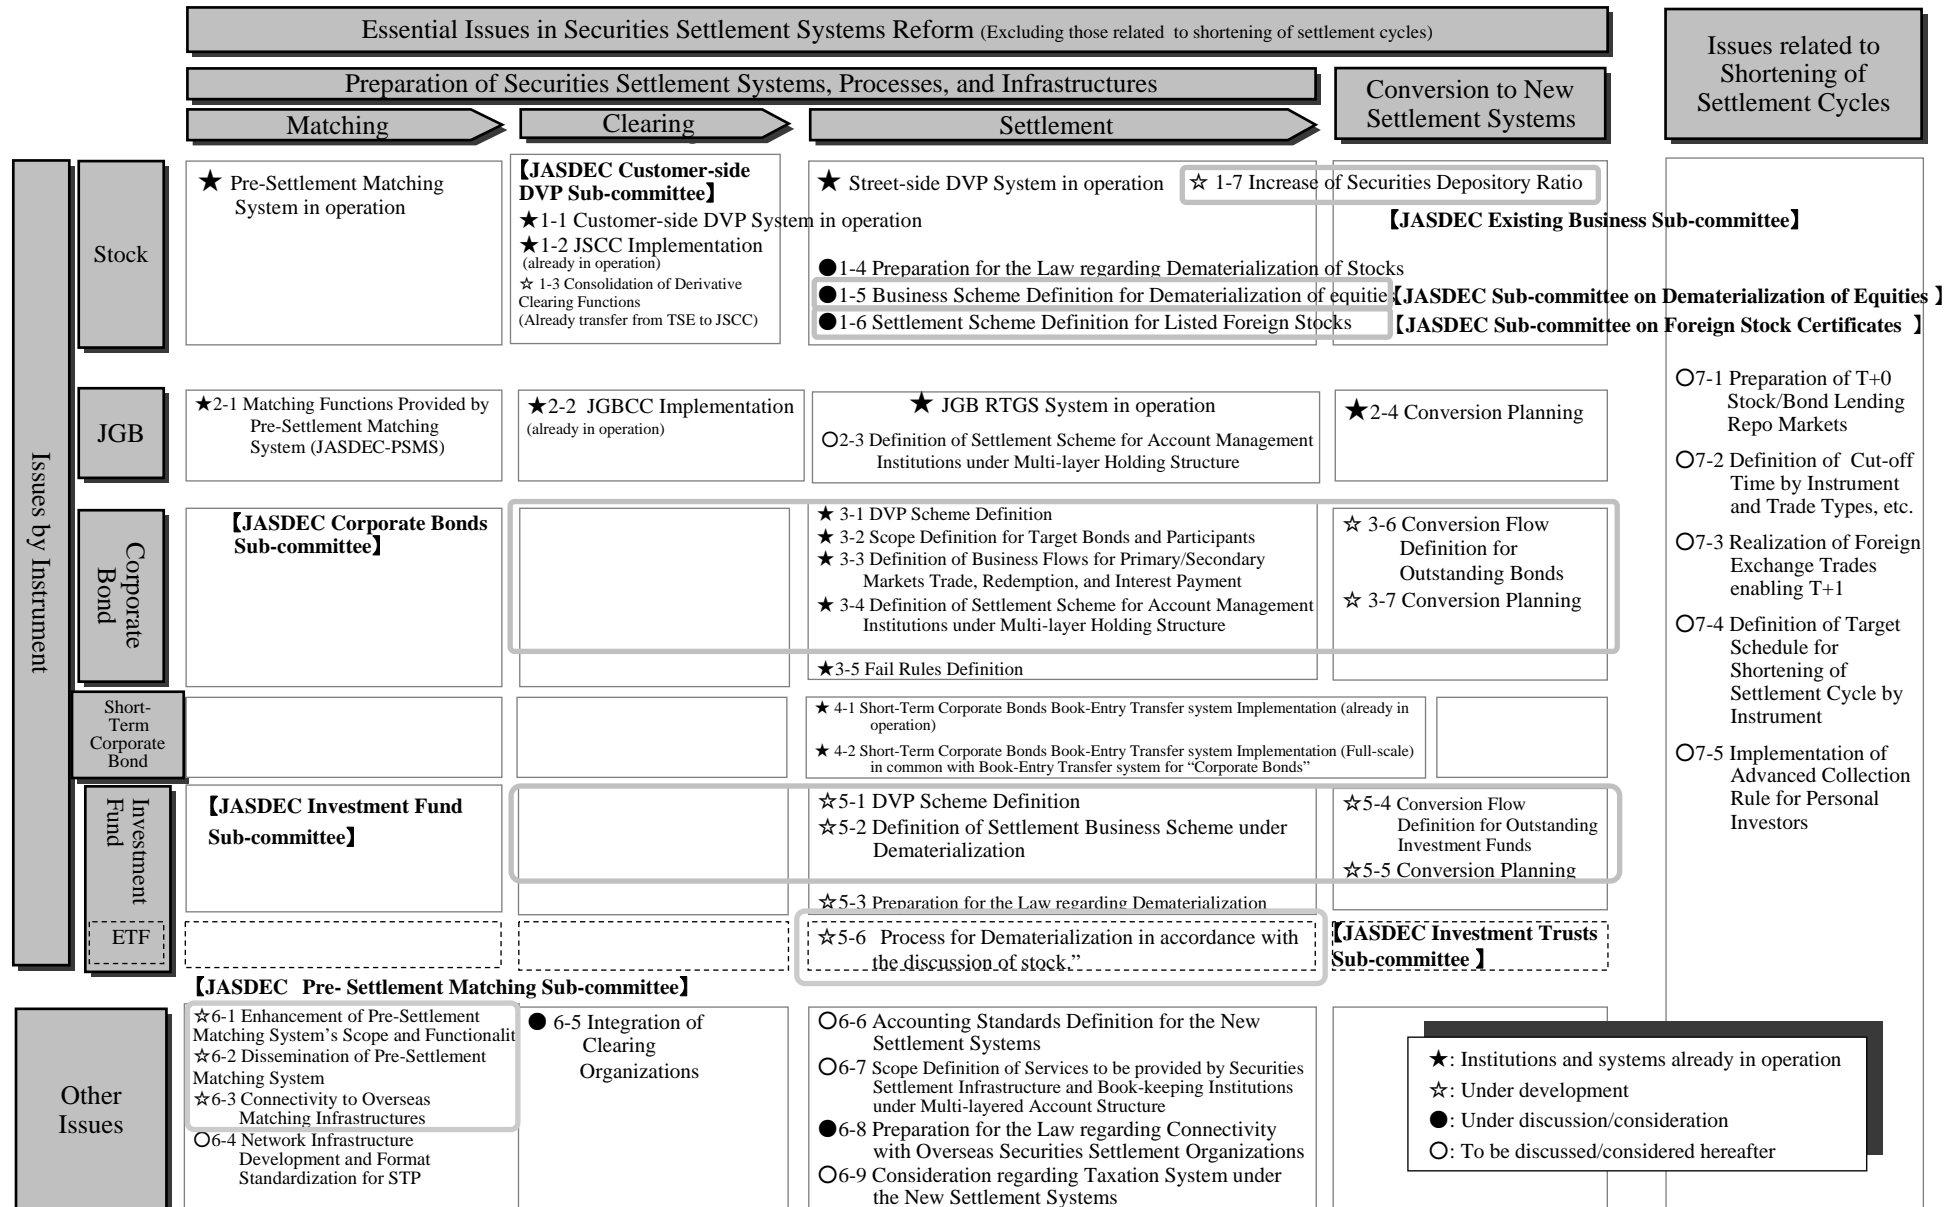 Essential Issues in Securities Settlement Systems Reform (Excluding those related to shortening of settlement cycles)
Preparation of Securities Settlement Systems, Processes, and Infrastructures
Conversion to New
Settlement Systems
Issues related to
Shortening of
Settlement Cycles
Matching
Clearing
Settlement
Issues by Instrument
Stock
★ Pre-Settlement Matching
System in operation
【JASDEC Customer-side
DVP Sub-committee】
★1-1 Customer-side DVP System in operation
★1-2 JSCC Implementation
(already in operation)
☆ 1-3 Consolidation of Derivative
Clearing Functions
(Already transfer from TSE to JSCC)
★ Street-side DVP System in operation
☆ 1-7 Increase of Securities Depository Ratio
【JASDEC Existing Business Sub-committee】
●1-4 Preparation for the Law regarding Dematerialization of Stocks
●1-5 Business Scheme Definition for Dematerialization of equities
【JASDEC Sub-committee on Dematerialization of Equities 】
●1-6 Settlement Scheme Definition for Listed Foreign Stocks
【JASDEC Sub-committee on Foreign Stock Certificates 】
JGB
★2-1 Matching Functions Provided by
Pre-Settlement Matching
System (JASDEC-PSMS)
★2-2 JGBCC Implementation
(already in operation)
★ JGB RTGS System in operation
○2-3 Definition of Settlement Scheme for Account Management
Institutions under Multi-layer Holding Structure
★2-4 Conversion Planning
Corporate
Bond
【JASDEC Corporate Bonds
Sub-committee】
★ 3-1 DVP Scheme Definition
★ 3-2 Scope Definition for Target Bonds and Participants
★ 3-3 Definition of Business Flows for Primary/Secondary
Markets Trade, Redemption, and Interest Payment
★ 3-4 Definition of Settlement Scheme for Account Management
Institutions under Multi-layer Holding Structure
★3-5 Fail Rules Definition
☆ 3-6 Conversion Flow
Definition for
Outstanding Bonds
☆ 3-7 Conversion Planning
Short-
Term
Corporate
Bond
★ 4-1 Short-Term Corporate Bonds Book-Entry Transfer system Implementation (already in
operation)
★ 4-2 Short-Term Corporate Bonds Book-Entry Transfer system Implementation (Full-scale)
in common with Book-Entry Transfer system for “Corporate Bonds”
Investment
Fund
【JASDEC Investment Fund
Sub-committee】
☆5-1 DVP Scheme Definition
☆5-2 Definition of Settlement Business Scheme under
Dematerialization
☆5-3 Preparation for the Law regarding Dematerialization
☆5-4 Conversion Flow
Definition for Outstanding
Investment Funds
☆5-5 Conversion Planning
ETF
☆5-6 Process for Dematerialization in accordance with
the discussion of stock.”
【JASDEC Investment Trusts
Sub-committee 】
【JASDEC Pre- Settlement Matching Sub-committee】
Other
Issues
☆6-1 Enhancement of Pre-Settlement
Matching System’s Scope and Functionalit
☆6-2 Dissemination of Pre-Settlement
Matching System
☆6-3 Connectivity to Overseas
Matching Infrastructures
○6-4 Network Infrastructure
Development and Format
Standardization for STP
● 6-5 Integration of
Clearing
Organizations
○6-6 Accounting Standards Definition for the New
Settlement Systems
○6-7 Scope Definition of Services to be provided by Securities
Settlement Infrastructure and Book-keeping Institutions
under Multi-layered Account Structure
●6-8 Preparation for the Law regarding Connectivity
with Overseas Securities Settlement Organizations
○6-9 Consideration regarding Taxation System under
the New Settlement Systems
○7-1 Preparation of T+0
Stock/Bond Lending
Repo Markets
○7-2 Definition of Cut-off
Time by Instrument
and Trade Types, etc.
○7-3 Realization of Foreign
Exchange Trades
enabling T+1
○7-4 Definition of Target
Schedule for
Shortening of
Settlement Cycle by
Instrument
○7-5 Implementation of
Advanced Collection
Rule for Personal
Investors
★: Institutions and systems already in operation
☆: Under development
●: Under discussion/consideration
○: To be discussed/considered hereafter